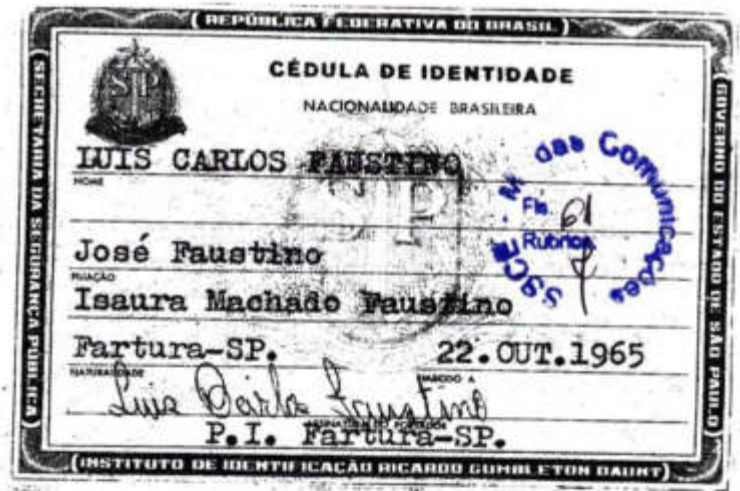 REPÚBLICA FEDERATIVA DO BRASIL
SECRETARIA DA SEGURANÇA PÚBLICA
GOVERNO DO ESTADO DE SÃO PAULO
SP
CÉDULA DE IDENTIDADE
NACIONALIDADE BRASILEIRA
LUIS CARLOS FAUSTINO
NOME
SSCE - M. das Comunicações
Fls 61
Rubrica
José Faustino
FILIAÇÃO
Isaura Machado Faustino
Fartura-SP. 22.OUT.1965
NATURALIDADE NASCIDO A
Luis Carlos Faustino
ASSINATURA DO PORTADOR
P.I. Fartura-SP.
INSTITUTO DE IDENTIFICAÇÃO RICARDO GUMBLETON DAUNT